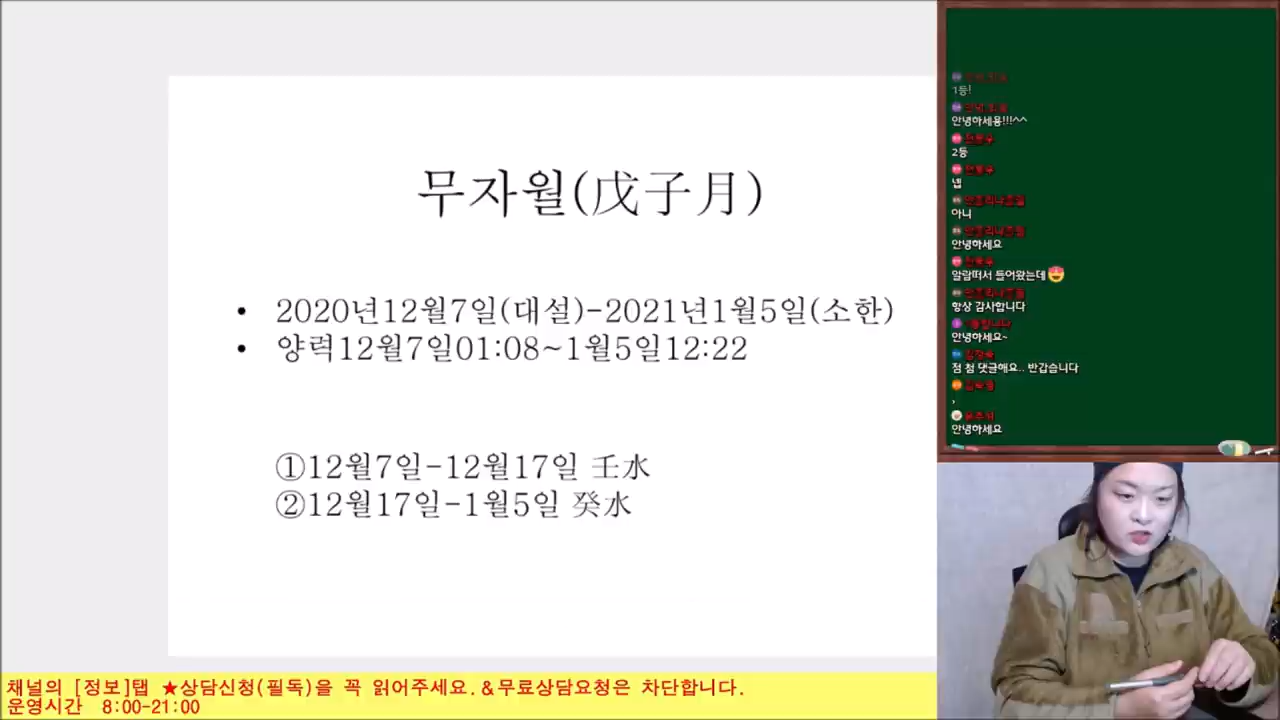 무자월(戊子月)
• 2020년12월7일(대설)-2021년1월5일(소한)
• 양력12월7일01:08~1월5일12:22
①12월7일-12월17일 壬水
②12월17일-1월5일 癸水
1등!
안녕하세용!!!^^
2등
넵
아니
안녕하세요
알람떠서 들어왔는데
항상 감사합니다
안녕하세요~
점 첨 댓글해요.. 반갑습니다
,
안녕하세요
채널의 [정보]탭 ★상담신청(필독)을 꼭 읽어주세요.&무료상담요청은 차단합니다.
운영시간 8:00-21:00